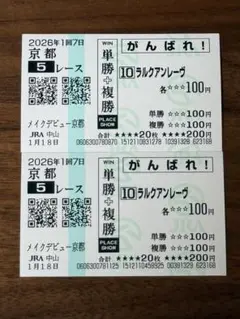 2026年1回7日
京都
5レース
WIN
単勝+複勝
PLACE SHOW
がんばれ!
10ラルクアンレーヴ
各☆☆☆100円
単勝 ☆☆☆100円
複勝 ☆☆☆100円
メイクデビュー京都
JRA 中山
1月18日
合計 ★★★★20枚 ★★★★200円
2026年1回7日
京都
5レース
WIN
単勝+複勝
PLACE SHOW
がんばれ!
10ラルクアンレーヴ
各☆☆☆100円
単勝 ☆☆☆100円
複勝 ☆☆☆100円
メイクデビュー京都
JRA 中山
1月18日
合計 ★★★★20枚 ★★★★200円